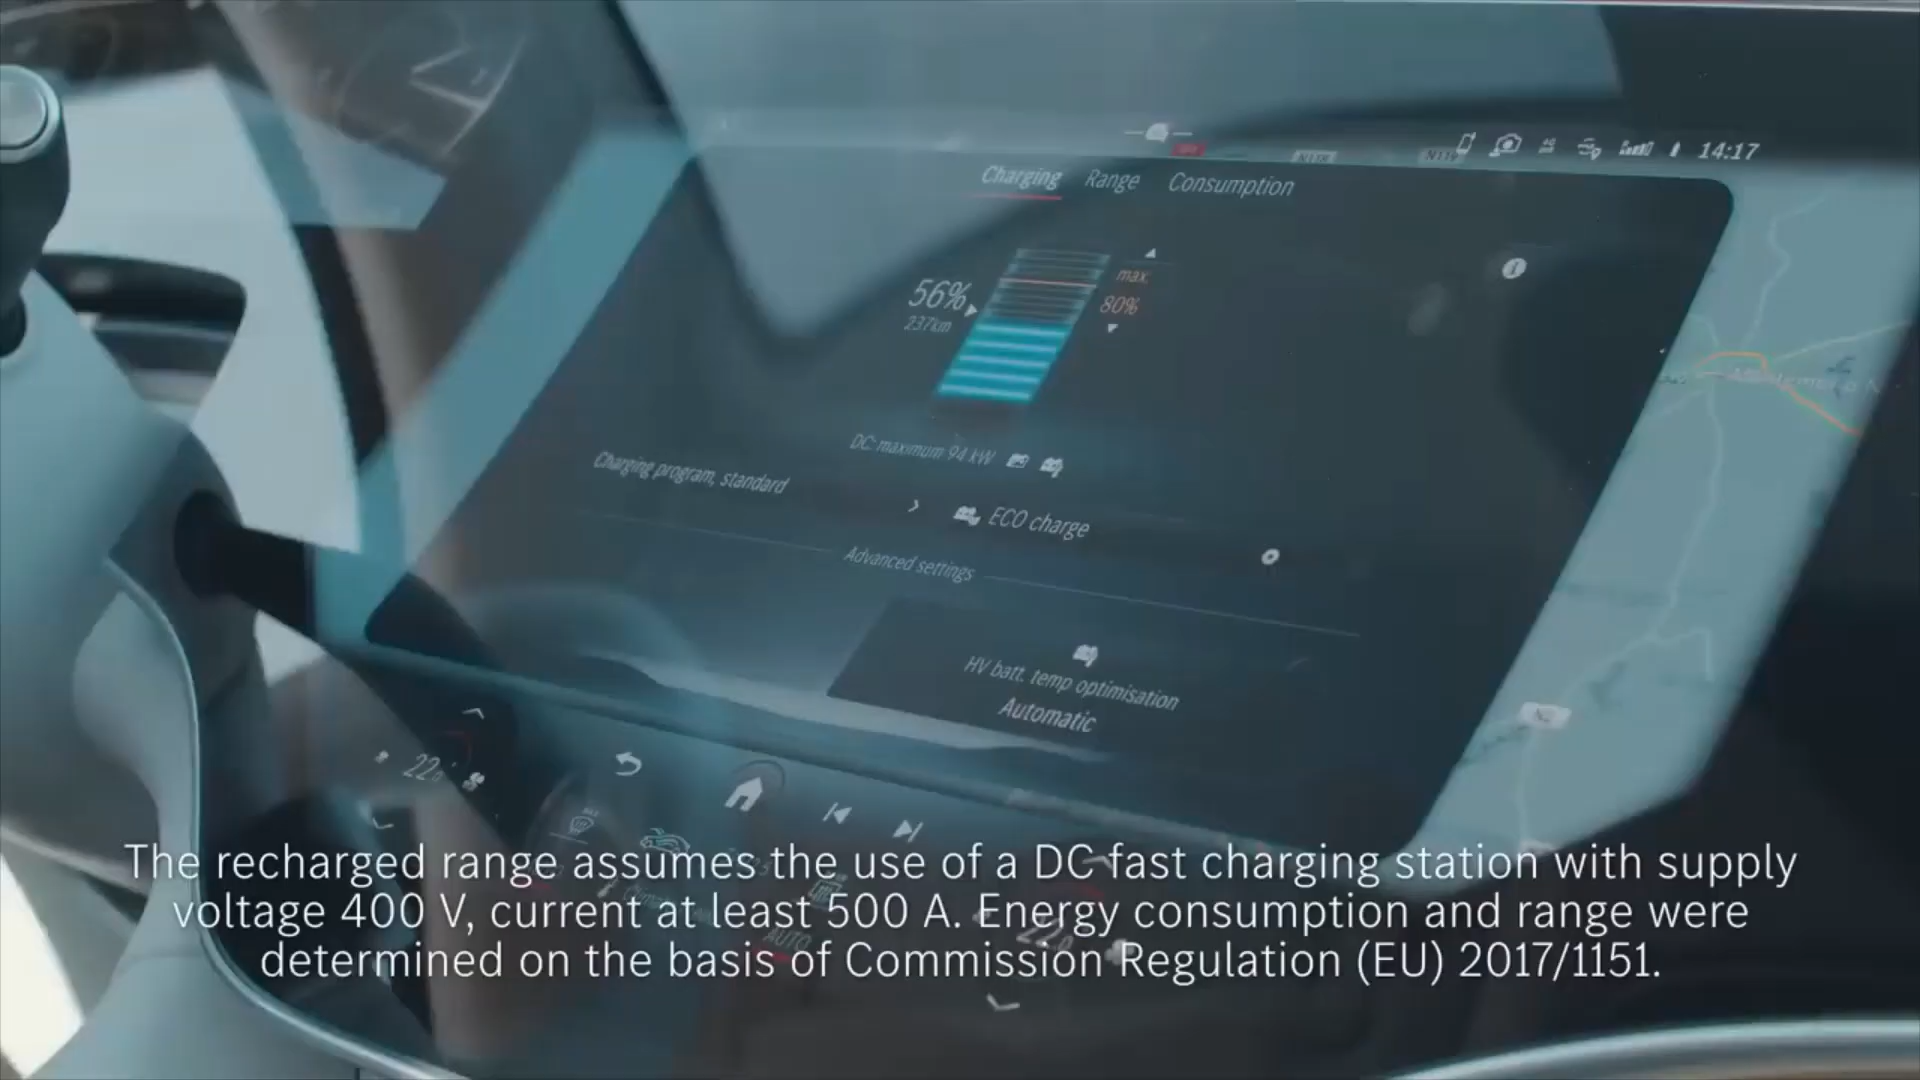 14:17
Charging Range Consumption
max.
56%
80%
237km
DC: maximum 94 kW
Charging program, standard
ECO charge
Advanced settings
HV batt. temp optimisation
Automatic
22
The recharged range assumes the use of a DC fast charging station with supply
voltage 400 V, current at least 500 A. Energy consumption and range were
determined on the basis of Commission Regulation (EU) 2017/1151.
AUTO